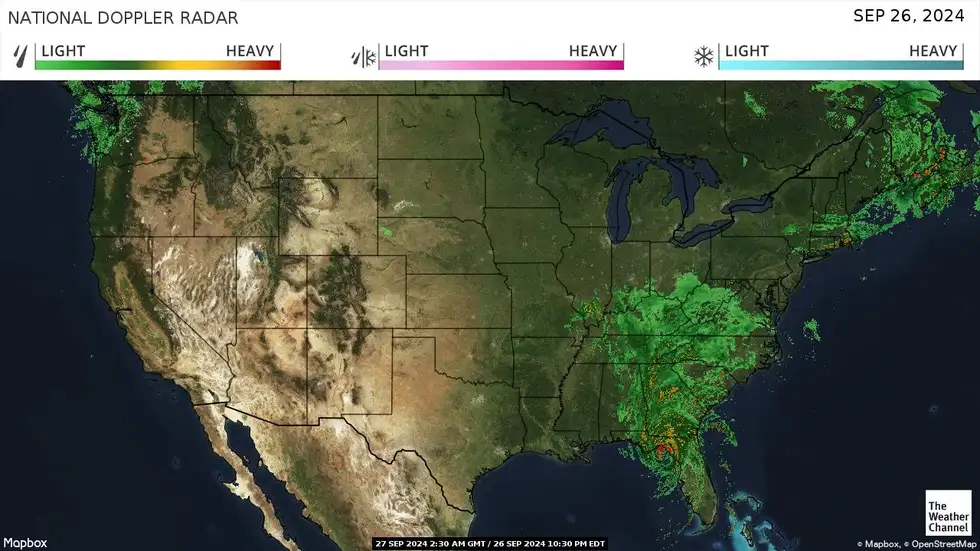 NATIONAL DOPPLER RADAR
SEP 26, 2024
LIGHT HEAVY
LIGHT HEAVY
LIGHT HEAVY
The
Weather
Channel
Mapbox
27 SEP 2024 2:30 AM GMT / 26 SEP 2024 10:30 PM EDT
© Mapbox, © OpenStreetMap